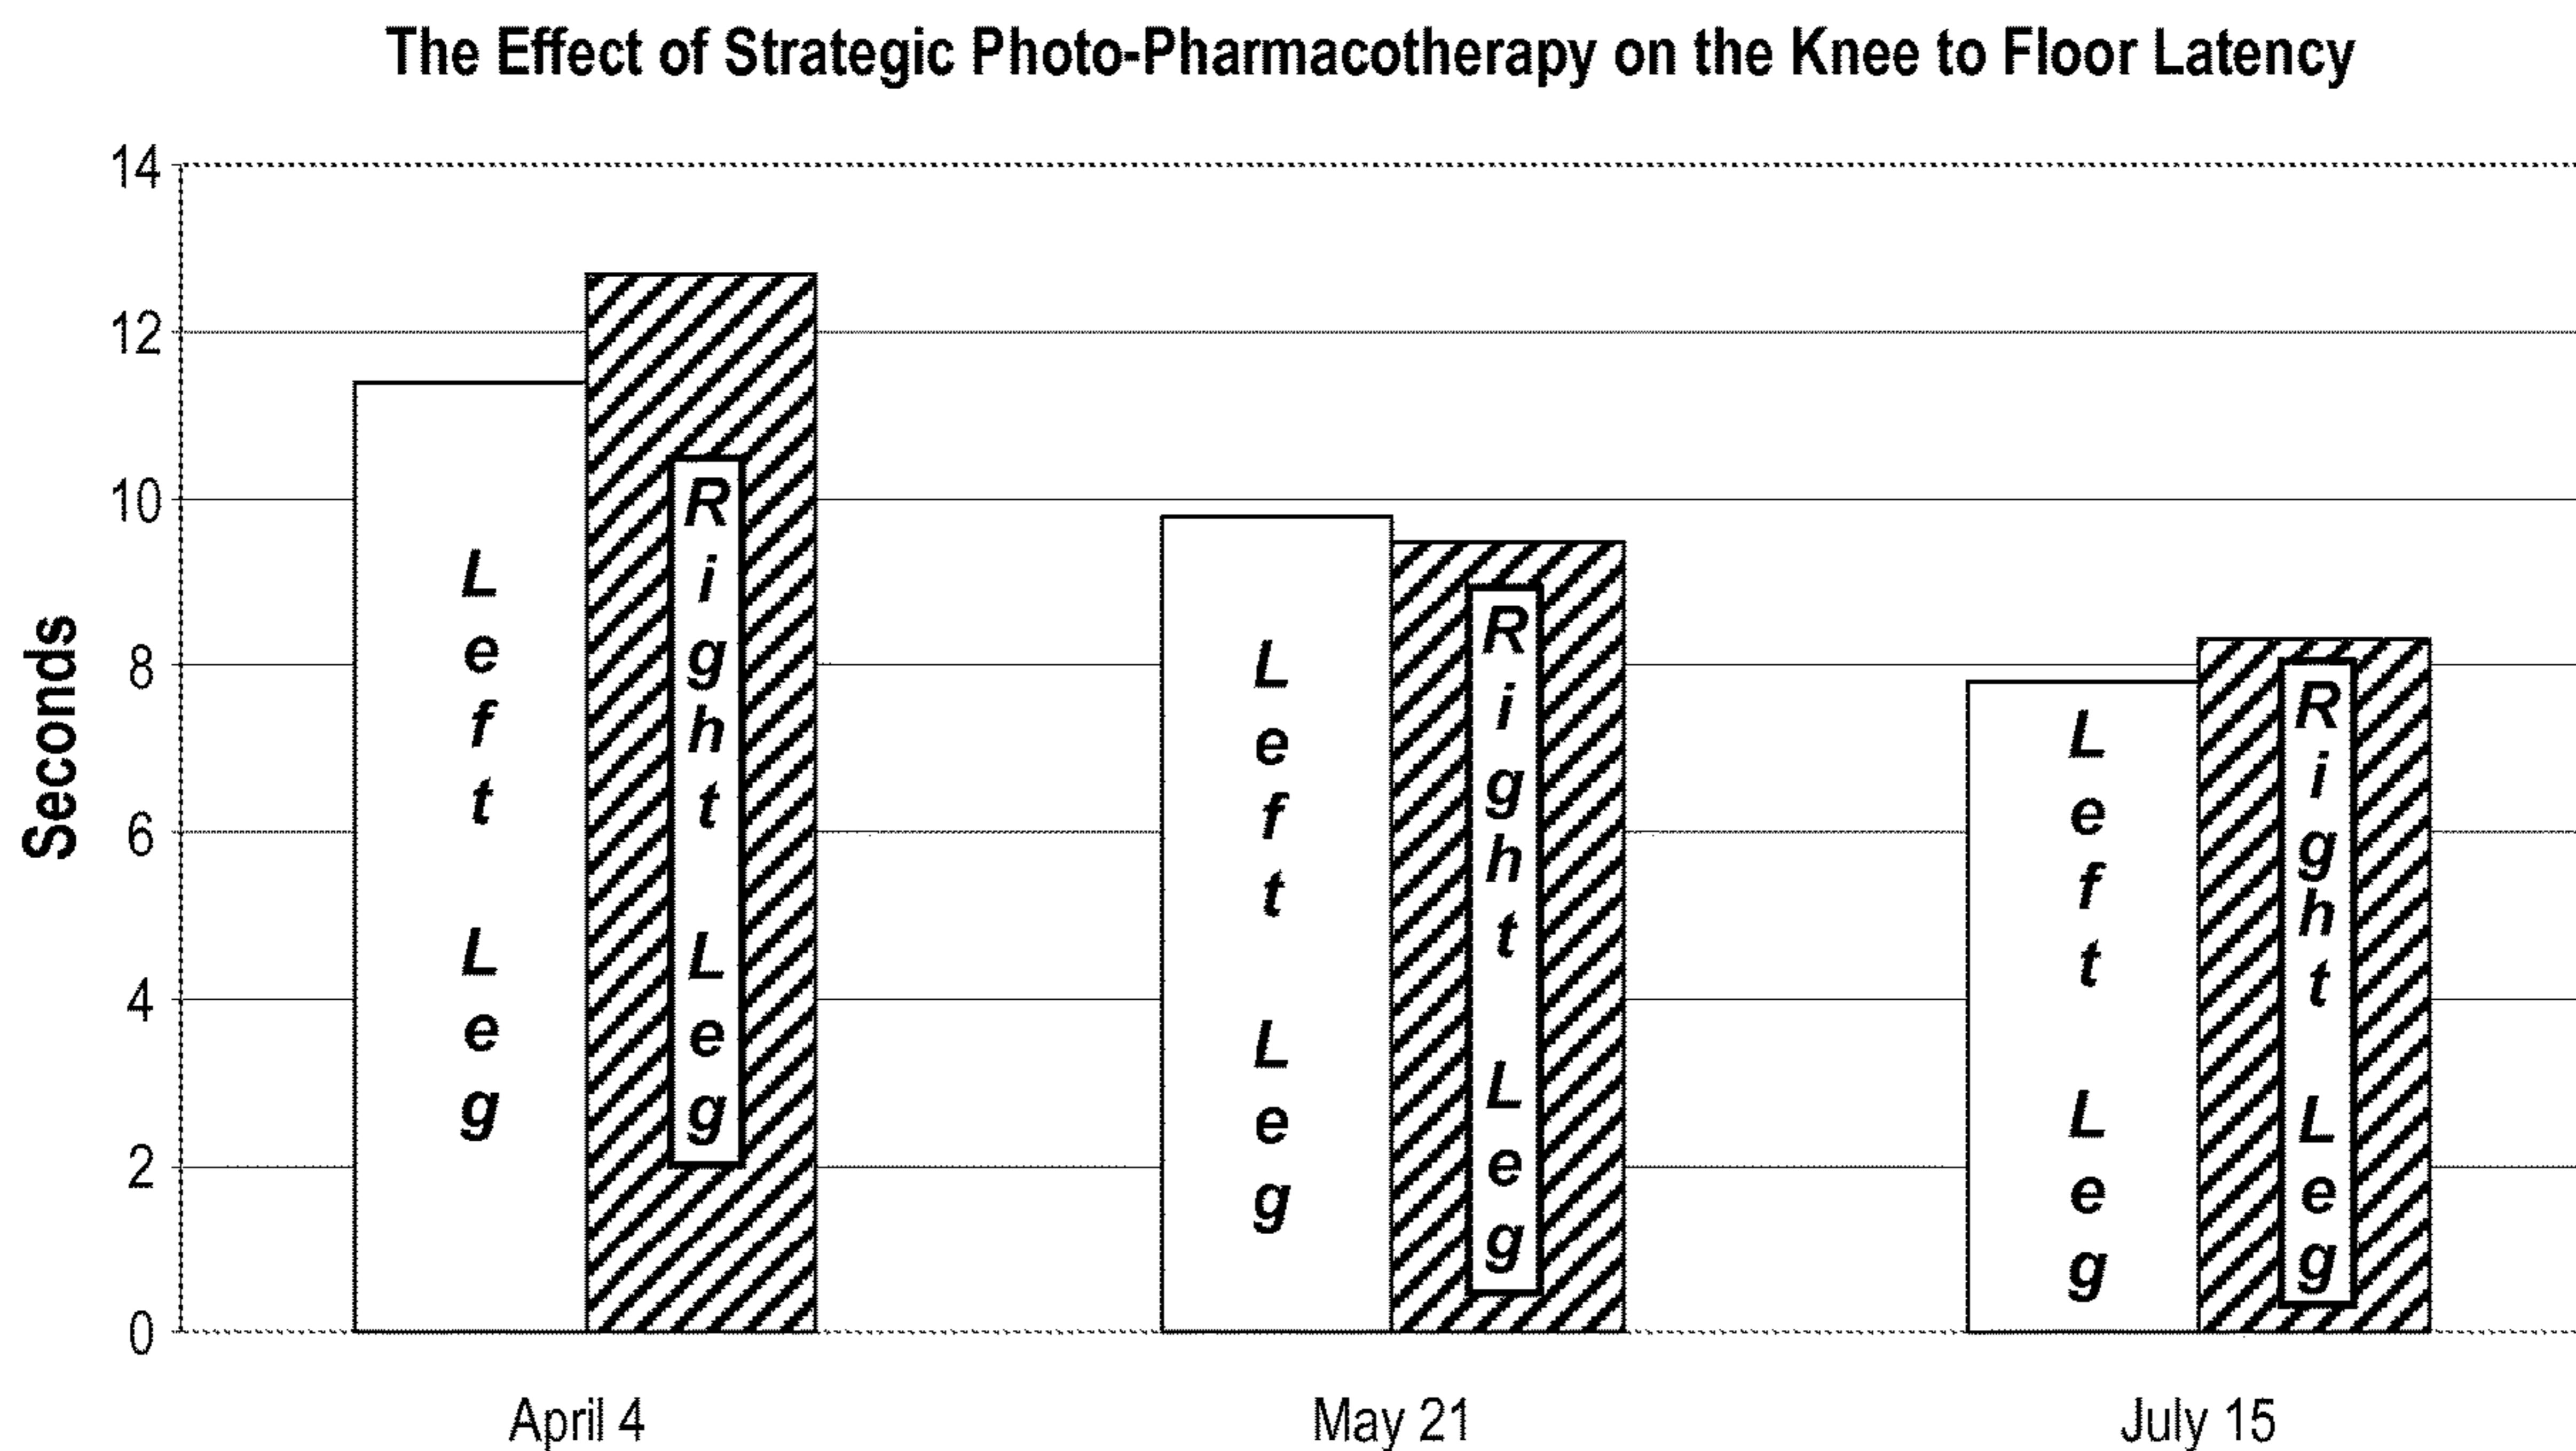 The Effect of Strategic Photo-Pharmacotherapy on the Knee to Floor Latency
Seconds
14
12
10
8
6
4
2
0
Left Leg
Right Leg
Left Leg
Right Leg
Left Leg
Right Leg
April 4
May 21
July 15